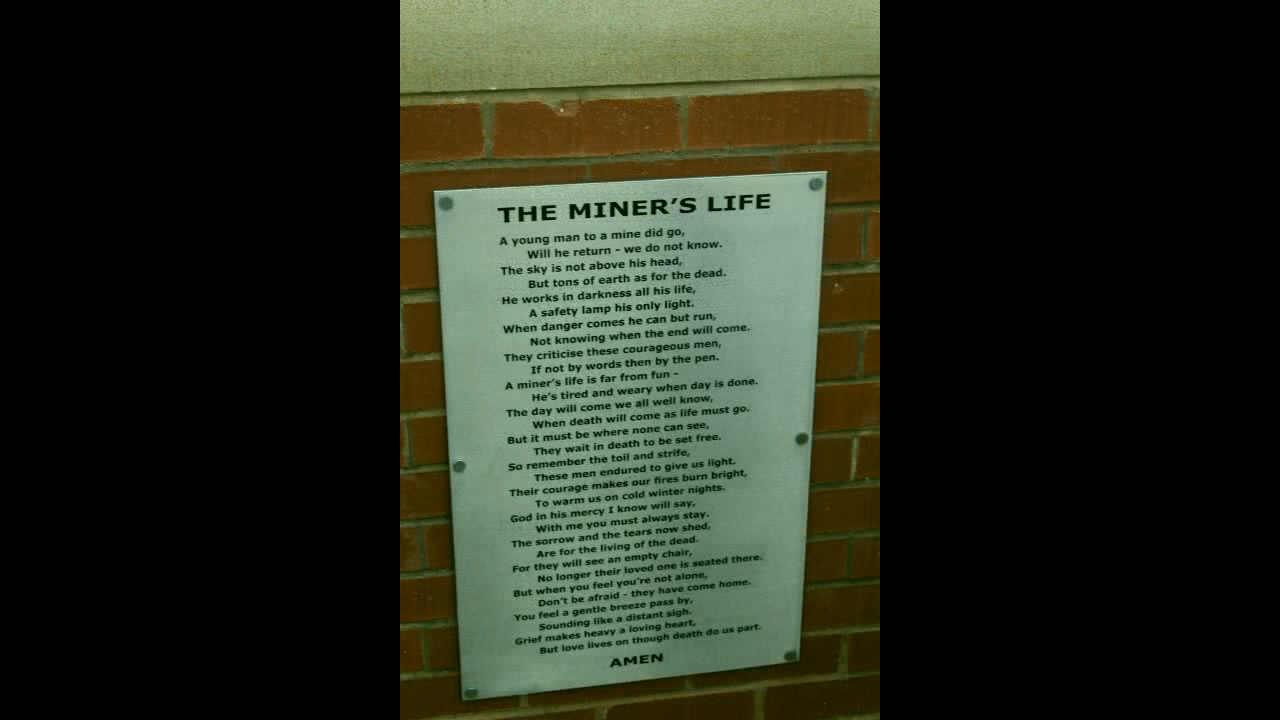 THE MINER'S LIFE
A young man to a mine did go,
Will he return - we do not know.
The sky is not above his head,
But tons of earth as for the dead.
He works in darkness all his life,
A safety lamp his only light.
When danger comes he can but run,
Not knowing when the end will come.
They criticise these courageous men,
If not by words then by the pen.
A miner's life is far from fun -
He's tired and weary when day is done.
The day will come we all well know,
When death will come as life must go.
But it must be where none can see,
They wait in death to be set free.
So remember the toil and strife,
These men endured to give us light.
Their courage makes our fires burn bright,
To warm us on cold winter nights.
God in his mercy I know will say,
With me you must always stay.
The sorrow and the tears now shed,
Are for the living of the dead.
For they will see an empty chair,
No longer their loved one is seated there.
But when you feel you're not alone,
Don't be afraid - they have come home.
You feel a gentle breeze pass by,
Sounding like a distant sigh.
Grief makes heavy a loving heart,
But love lives on though death do us part.
AMEN